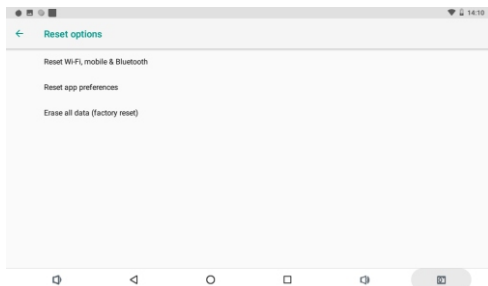 14:10
Reset options
Reset Wi-Fi, mobile & Bluetooth
Reset app preferences
Erase all data (factory reset)